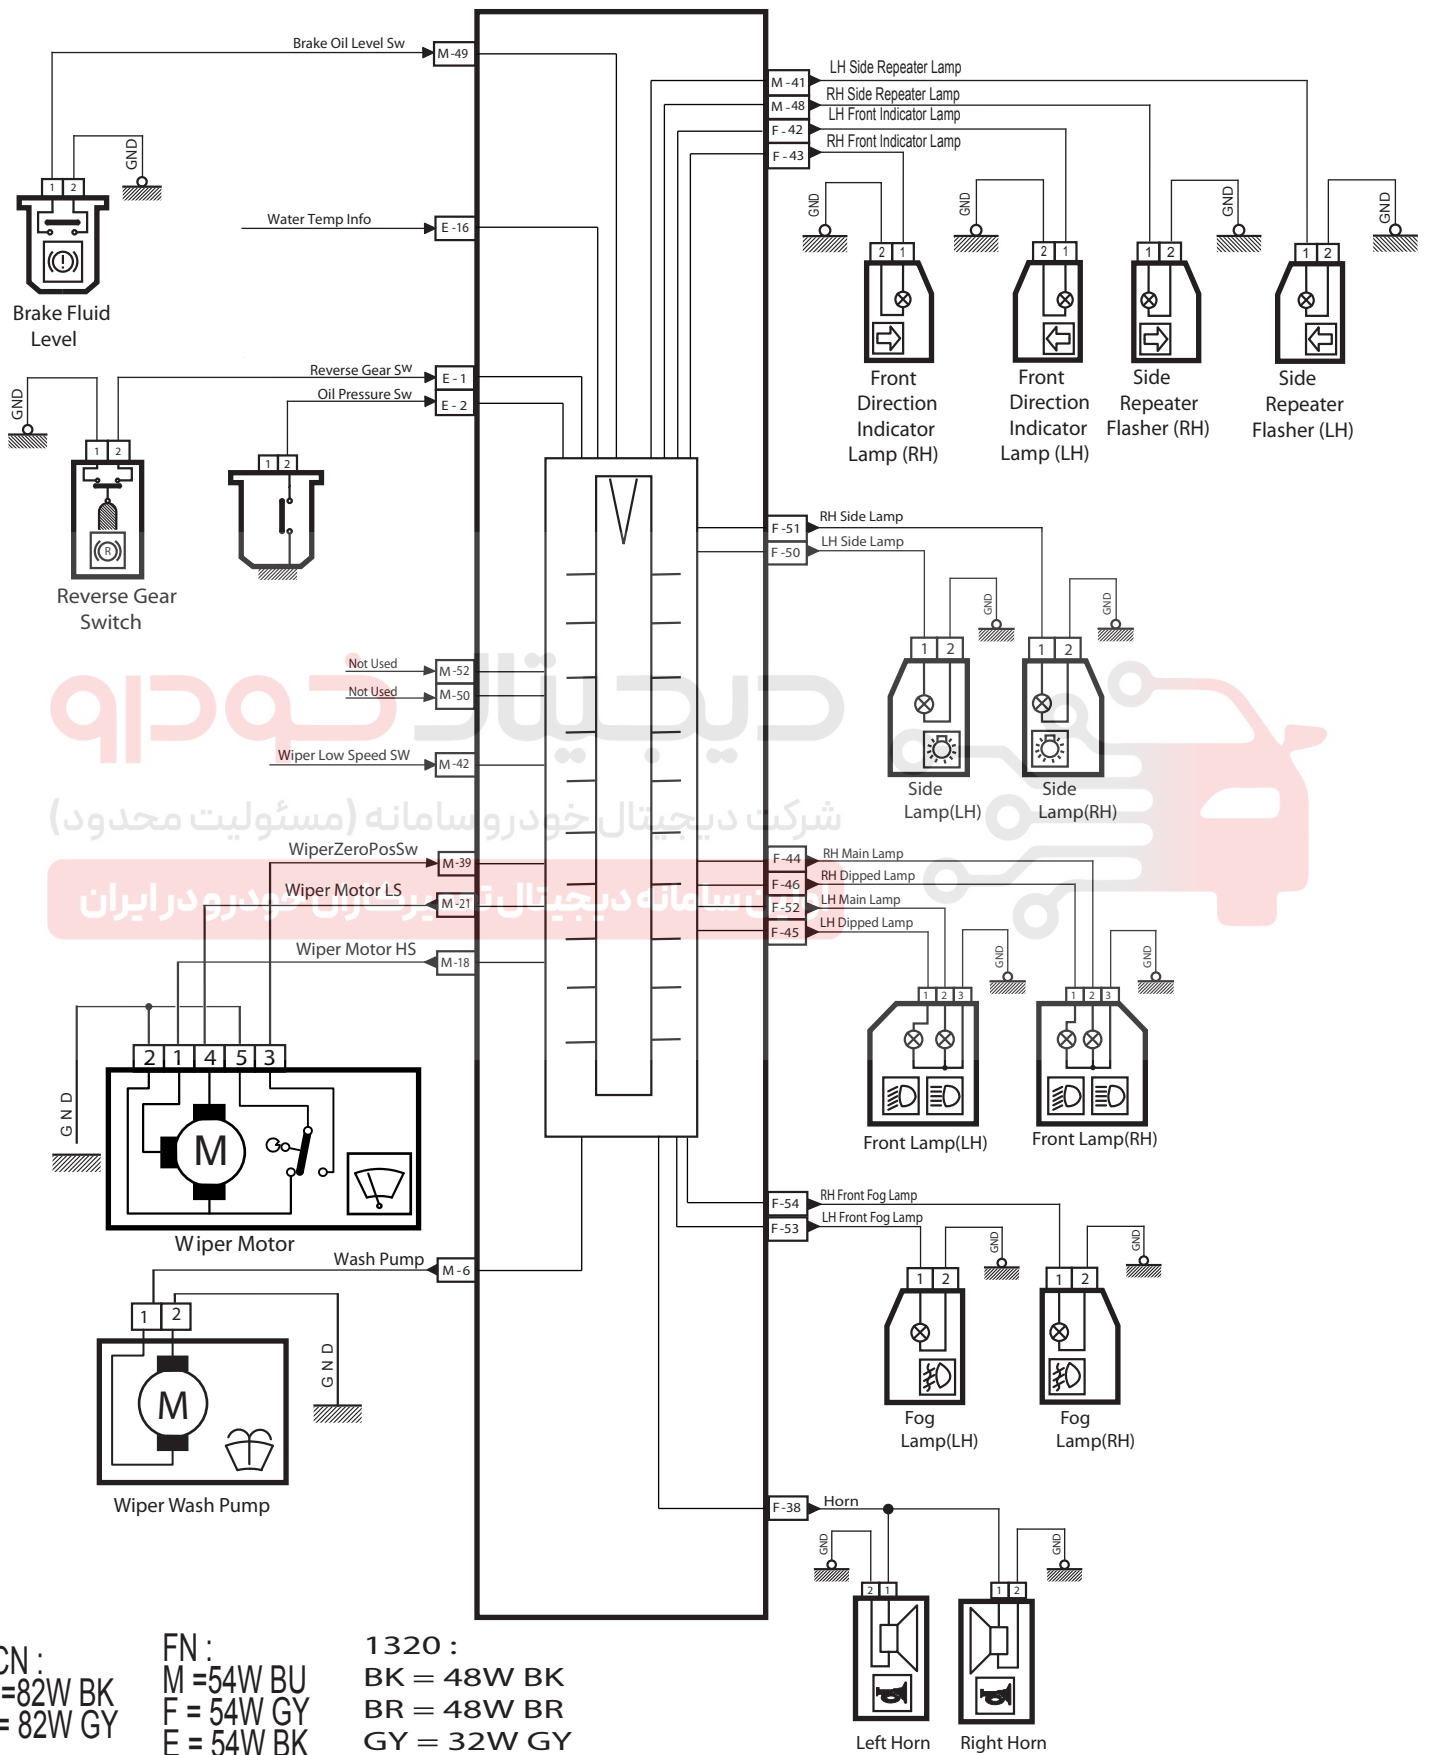 Brake Oil Level Sw
M-49
GND
1 2
Brake Fluid
Level
Water Temp Info
E-16
Reverse Gear Sw
E-1
Oil Pressure Sw
E-2
GND
1 2
R
1 2
Reverse Gear
Switch
Not Used
M-52
Not Used
M-50
Wiper Low Speed SW
M-42
WiperZeroPosSw
M-39
Wiper Motor LS
M-21
Wiper Motor HS
M-18
2 1 4 5 3
GND
M
Wiper Motor
Wash Pump
M-6
1 2
GND
M
Wiper Wash Pump
M-41
LH Side Repeater Lamp
M-48
RH Side Repeater Lamp
F-42
LH Front Indicator Lamp
F-43
RH Front Indicator Lamp
GND
GND
GND
GND
2 1
2 1
1 2
1 2
Front
Direction
Indicator
Lamp (RH)
Front
Direction
Indicator
Lamp (LH)
Side
Repeater
Flasher (RH)
Side
Repeater
Flasher (LH)
F-51
RH Side Lamp
F-50
LH Side Lamp
GND
GND
1 2
1 2
Side
Lamp(LH)
Side
Lamp(RH)
دیجیتال خودرو
شرکت دیجیتال خودرو سامانه (مسئولیت محدود)
اولین سامانه دیجیتال تعمیرکاران خودرو در ایران
F-44
RH Main Lamp
F-46
RH Dipped Lamp
F-52
LH Main Lamp
F-45
LH Dipped Lamp
GND
GND
1 2 3
1 2 3
Front Lamp(LH)
Front Lamp(RH)
F-54
RH Front Fog Lamp
F-53
LH Front Fog Lamp
GND
GND
1 2
1 2
Fog
Lamp(LH)
Fog
Lamp(RH)
F-38
Horn
GND
GND
2 1
1 2
Left Horn
Right Horn
CN :
=82W BK
= 82W GY
FN :
M =54W BU
F = 54W GY
E = 54W BK
1320 :
BK = 48W BK
BR = 48W BR
GY = 32W GY